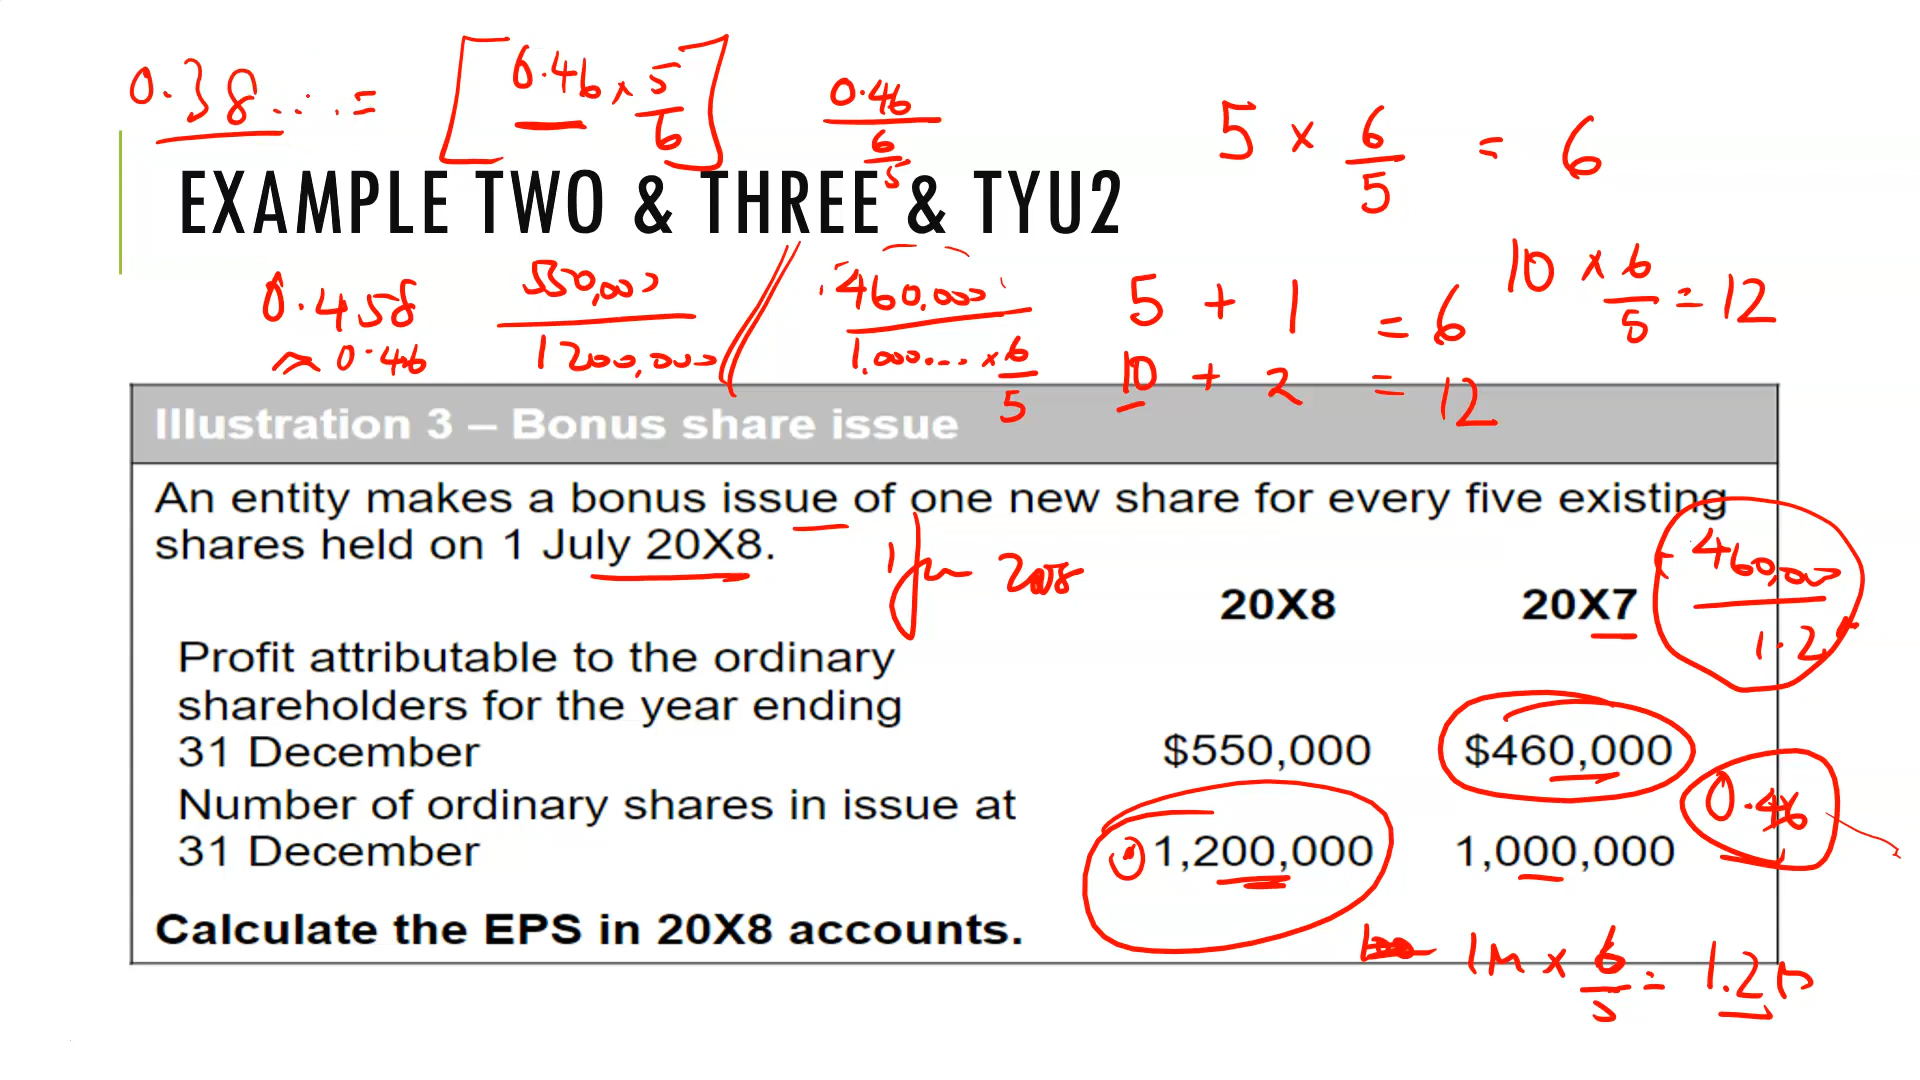 0.38...= [0.46 × 5/6] 0.46/(6/5)
5 × 6/5 = 6
EXAMPLE TWO & THREE & TYU2
0.458 ≈ 0.46
550,000/1200,000
460,000/1,000... × 6/5
5 + 1 = 6
10 × 6/5 = 12
10 + 2 = 12
Illustration 3 – Bonus share issue
An entity makes a bonus issue of one new share for every five existing
shares held on 1 July 20X8.
460,000/1.2
20X8 20X7
Profit attributable to the ordinary
shareholders for the year ending
31 December $550,000 $460,000
Number of ordinary shares in issue at
31 December 1,200,000 1,000,000
0.46
Calculate the EPS in 20X8 accounts.
1m × 6/5 = 1.2m